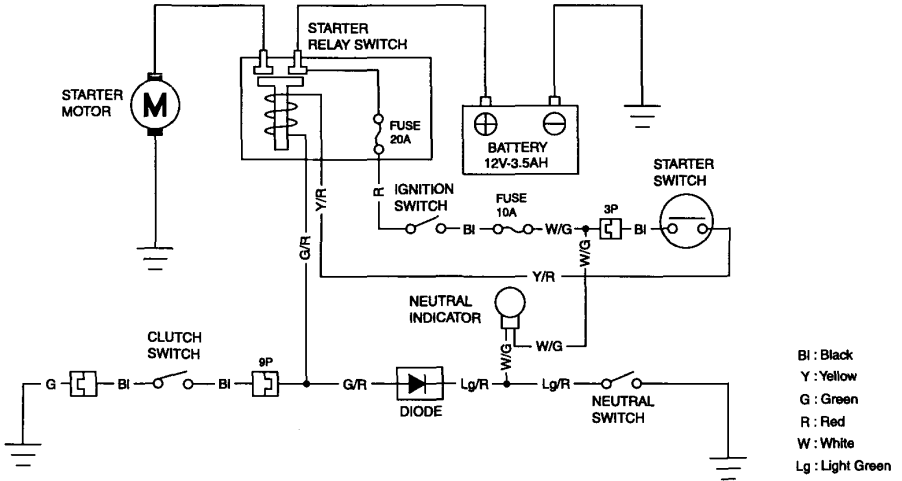 STARTER
RELAY SWITCH
STARTER
MOTOR
M
FUSE
20A
BATTERY
12V-3.5AH
STARTER
SWITCH
R
IGNITION
SWITCH
FUSE
10A
3P
Y/R
Bl
W/G
Bl
G/R
W/G
Y/R
NEUTRAL
INDICATOR
W/G
W/G
CLUTCH
SWITCH
9P
G
Bl
Bl
G/R
Lg/R
Lg/R
DIODE
NEUTRAL
SWITCH
Bl : Black
Y : Yellow
G : Green
R : Red
W : White
Lg : Light Green